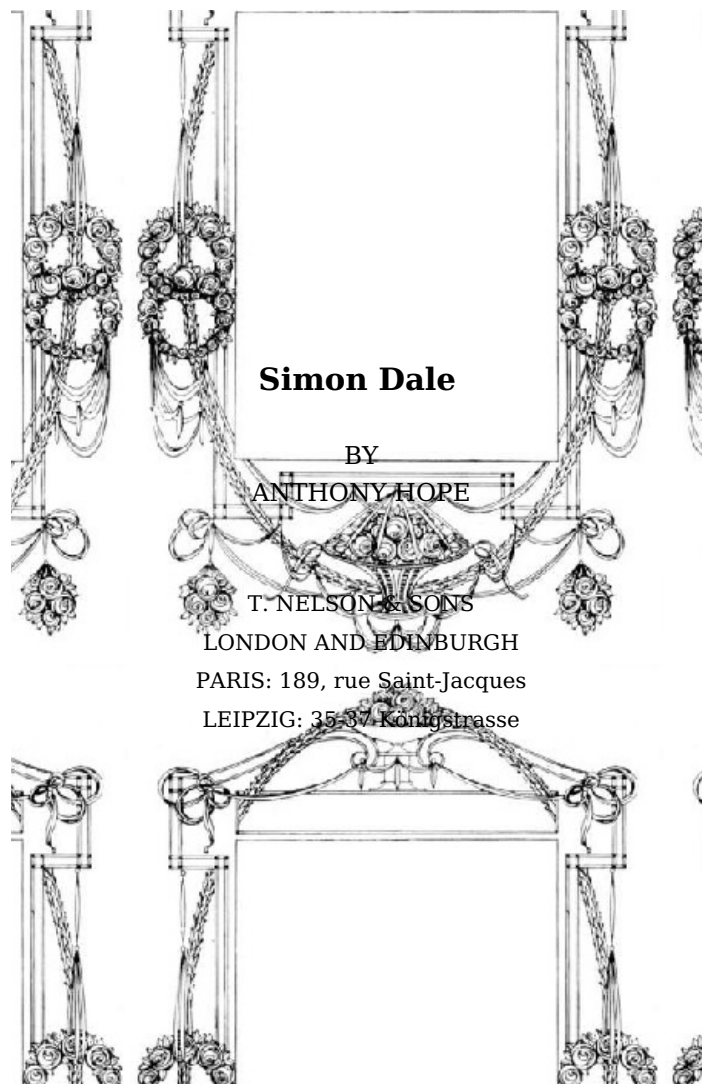 Simon Dale
BY
ANTHONY HOPE
T. NELSON & SONS
LONDON AND EDINBURGH
PARIS: 189, rue Saint-Jacques
LEIPZIG: 35-37 Königstrasse